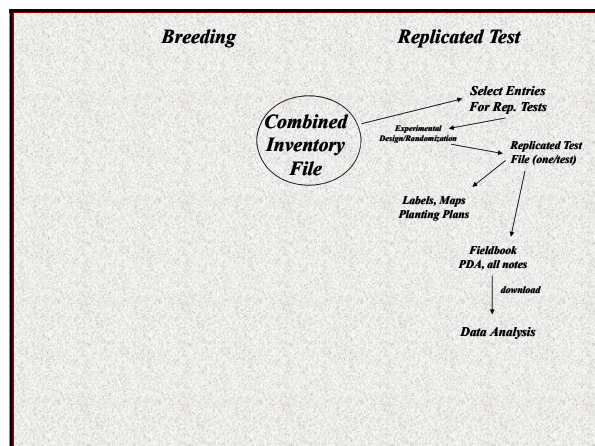 Breeding
Replicated Test
Combined
Inventory
File
Select Entries
For Rep. Tests
Experimental
Design/Randomization
Replicated Test
File (one/test)
Labels, Maps
Planting Plans
Fieldbook
PDA, all notes
download
Data Analysis